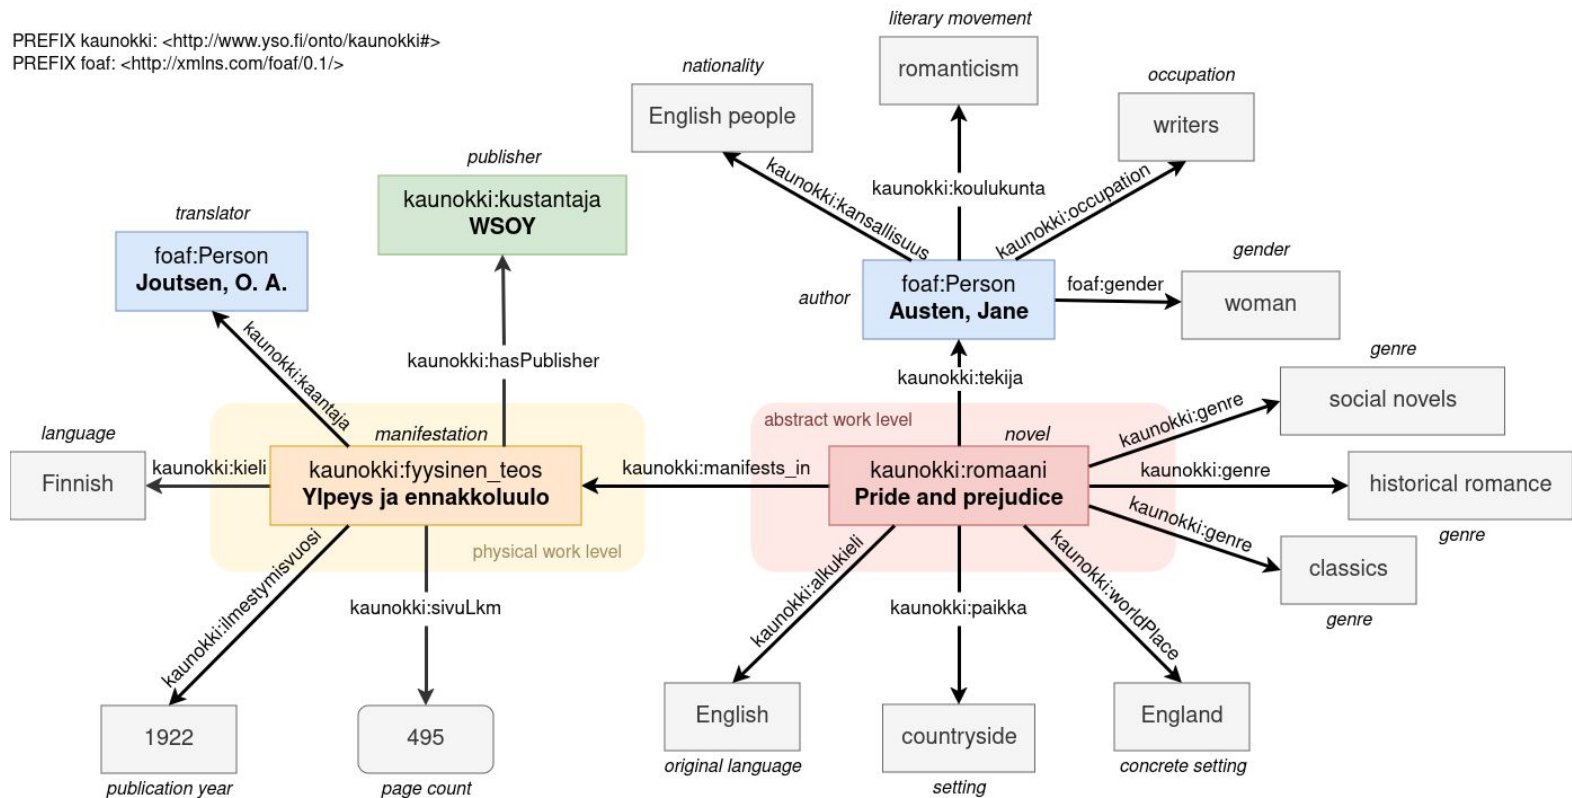 PREFIX kaunokki: <http://www.yso.fi/onto/kaunokki#>
PREFIX foaf: <http://xmlns.com/foaf/0.1/>
literary movement
romanticism
nationality
English people
occupation
writers
kaunokki:kansallisuus
kaunokki:koulukunta
kaunokki:occupation
publisher
kaunokki:kustantaja
WSOY
translator
foaf:Person
Joutsen, O. A.
author
foaf:Person
Austen, Jane
foaf:gender
gender
woman
kaunokki:kaantaja
kaunokki:hasPublisher
kaunokki:tekija
genre
social novels
kaunokki:genre
language
Finnish
kaunokki:kieli
manifestation
kaunokki:fyysinen_teos
Ylpeys ja ennakkoluulo
physical work level
kaunokki:manifests_in
abstract work level
novel
kaunokki:romaani
Pride and prejudice
kaunokki:genre
historical romance
genre
kaunokki:genre
classics
genre
kaunokki:ilmestymisvuosi
kaunokki:sivuLkm
kaunokki:alkukieli
kaunokki:paikka
kaunokki:worldPlace
1922
publication year
495
page count
English
original language
countryside
setting
England
concrete setting